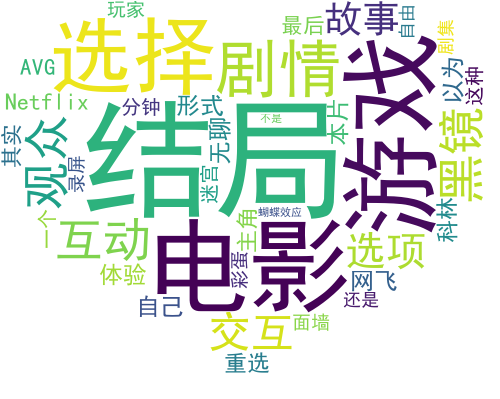 玩家
最后
故事
自由
剧集
选择
剧情
游戏
AVG
以为
这种
Netflix
分钟
形式
本片
黑镜
结局
观众
其实
录屏
无聊
迷宫
不是
蝴蝶效应
科林
一个
互动
电影
主角
选项
体验
彩蛋
网飞
自己
还是
交互
面墙
重选